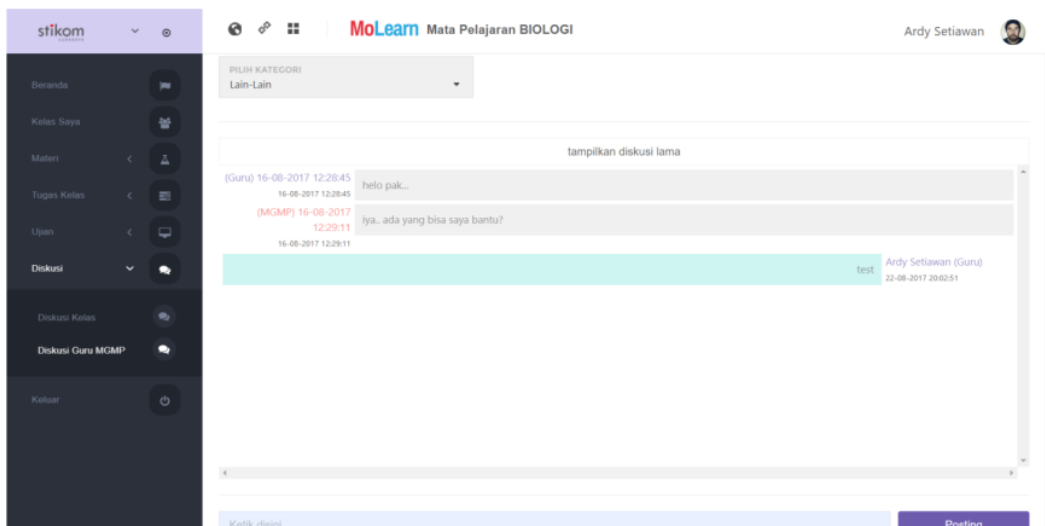 stikom
SURABAYA
MoLearn Mata Pelajaran BIOLOGI
Ardy Setiawan
Beranda
Kelas Saya
Materi
Tugas Kelas
Ujian
Diskusi
Diskusi Kelas
Diskusi Guru MGMP
Keluar
PILIH KATEGORI
Lain-Lain
tampilkan diskusi lama
(Guru) 16-08-2017 12:28:45
16-08-2017 12:28:45
helo pak...
(MGMP) 16-08-2017
12:29:11
16-08-2017 12:29:11
iya.. ada yang bisa saya bantu?
test
Ardy Setiawan (Guru)
22-08-2017 20:02:51
Ketik disini
Posting